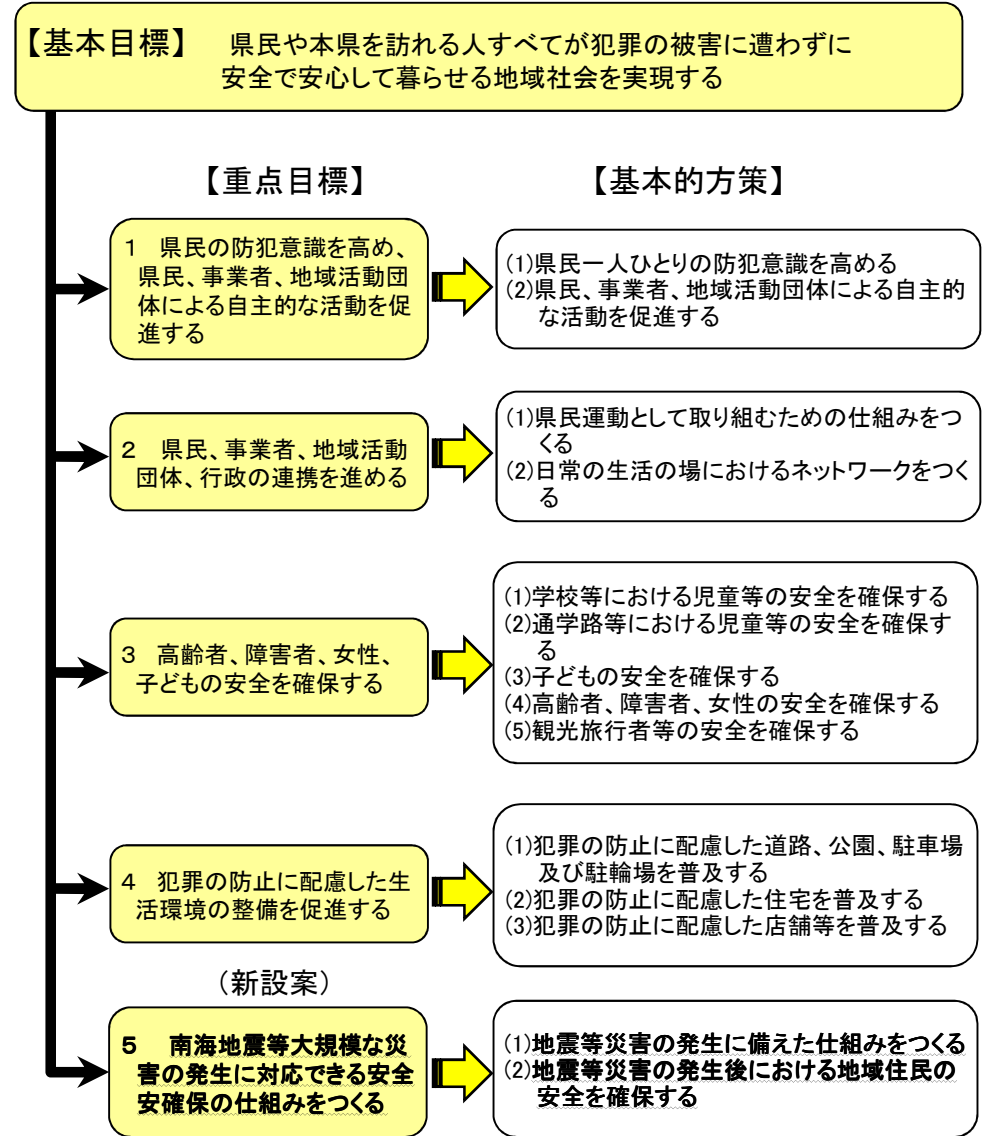 【基本目標】 県民や本県を訪れる人すべてが犯罪の被害に遭わずに
安全で安心して暮らせる地域社会を実現する
【重点目標】
【基本的方策】
1 県民の防犯意識を高め、
県民、事業者、地域活動団
体による自主的な活動を促
進する
(1)県民一人ひとりの防犯意識を高める
(2)県民、事業者、地域活動団体による自主的
な活動を促進する
2 県民、事業者、地域活動
団体、行政の連携を進める
(1)県民運動として取り組むための仕組みをつ
くる
(2)日常の生活の場におけるネットワークをつく
る
3 高齢者、障害者、女性、
子どもの安全を確保する
(1)学校等における児童等の安全を確保する
(2)通学路等における児童等の安全を確保す
る
(3)子どもの安全を確保する
(4)高齢者、障害者、女性の安全を確保する
(5)観光旅行者等の安全を確保する
4 犯罪の防止に配慮した生
活環境の整備を促進する
(1)犯罪の防止に配慮した道路、公園、駐車場
及び駐輪場を普及する
(2)犯罪の防止に配慮した住宅を普及する
(3)犯罪の防止に配慮した店舗等を普及する
(新設案)
5 南海地震等大規模な災
害の発生に対応できる安全
安確保の仕組みをつくる
(1)地震等災害の発生に備えた仕組みをつくる
(2)地震等災害の発生後における地域住民の
安全を確保する